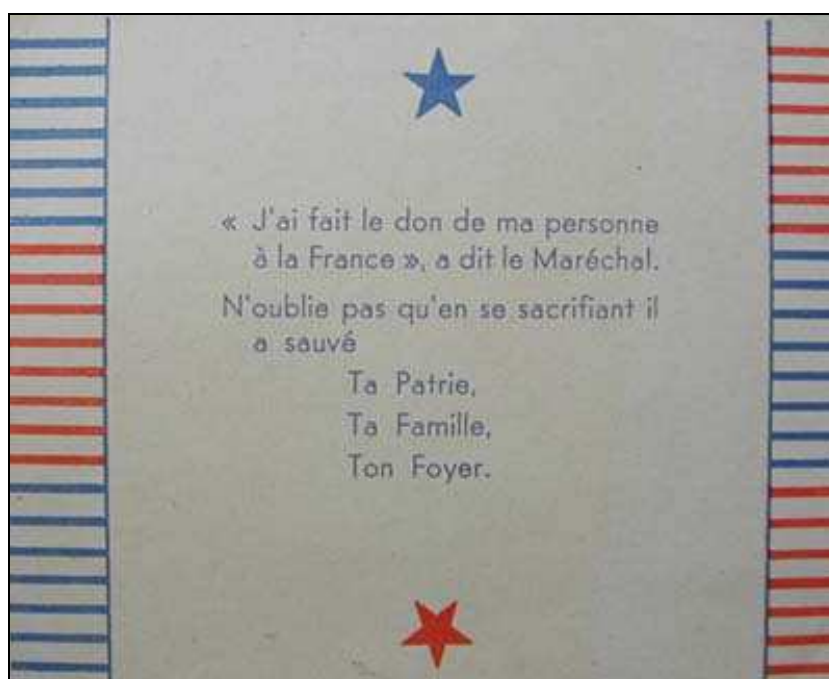 « J'ai fait le don de ma personne
à la France », a dit le Maréchal.
N'oublie pas qu'en se sacrifiant il
a sauvé
Ta Patrie,
Ta Famille,
Ton Foyer.